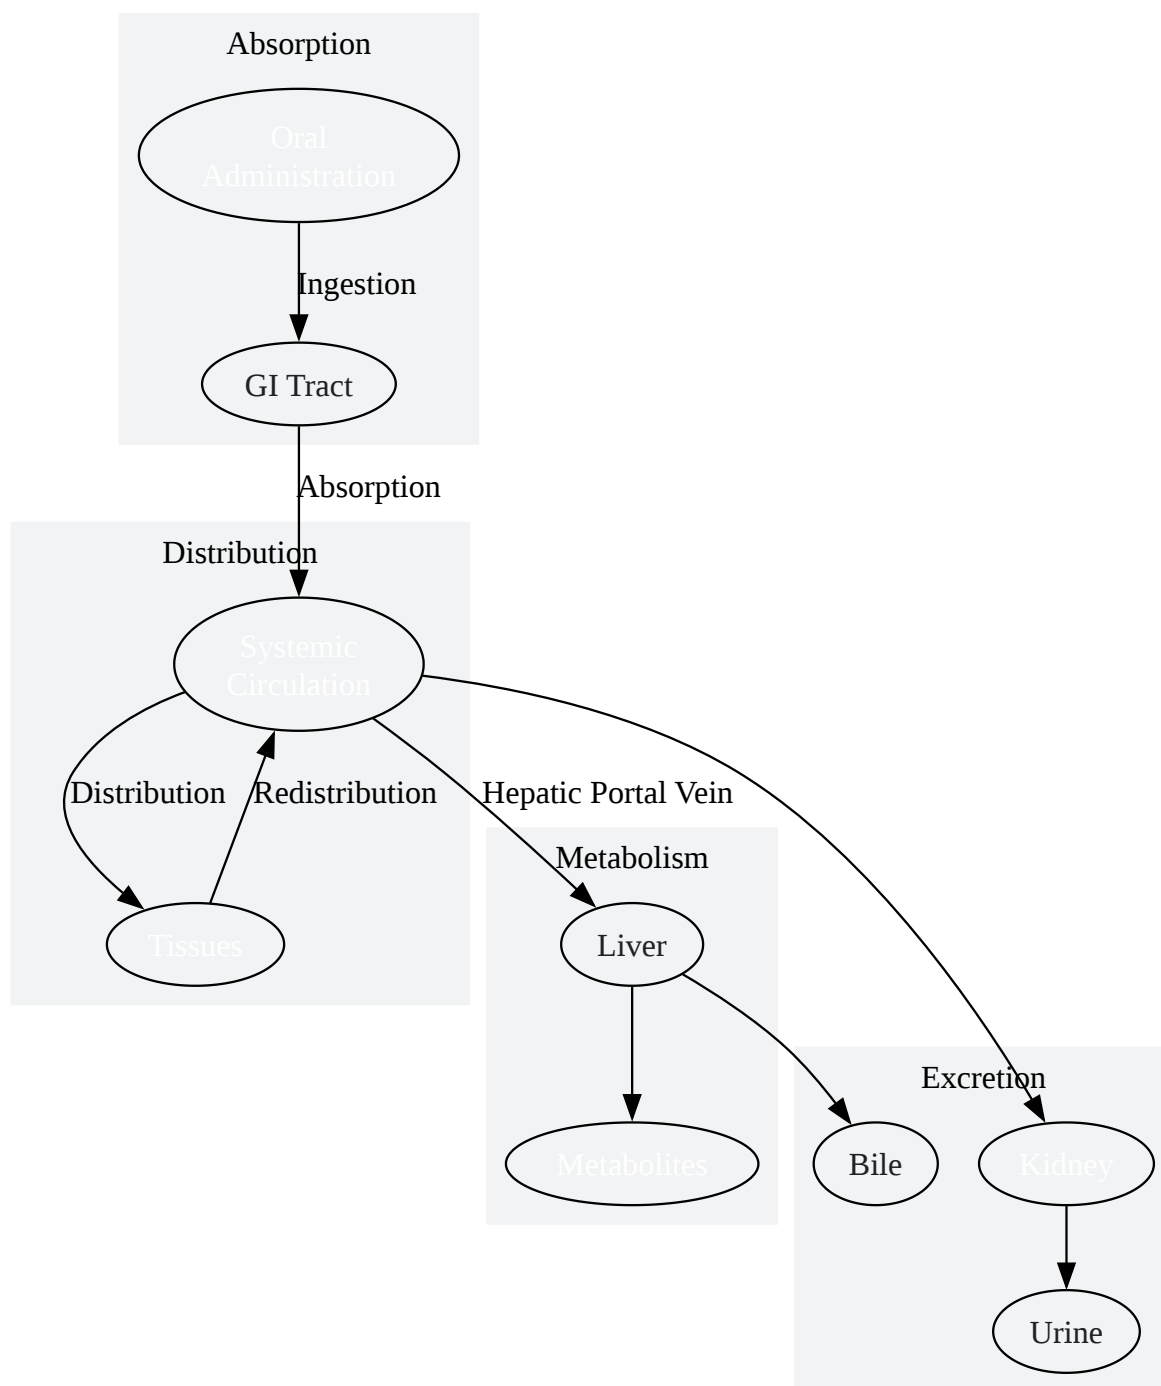 Absorption
Oral
Administration
Ingestion
GI Tract
Absorption
Distribution
Systemic
Circulation
Distribution
Redistribution
Hepatic Portal Vein
Metabolism
Tissues
Liver
Excretion
Metabolites
Bile
Kidney
Urine